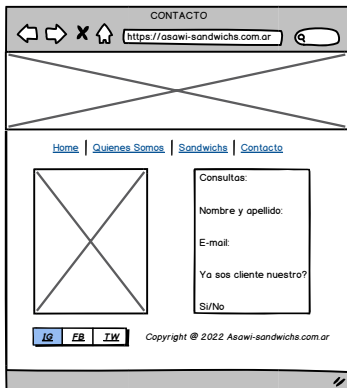 CONTACTO
https://asawi-sandwichs.com.ar
Home Quienes Somos Sandwichs Contacto
Consultas:
Nombre y apellido:
E-mail:
Ya sos cliente nuestro?
Si/No
IG FB TW Copyright @ 2022 Asawi-sandwichs.com.ar